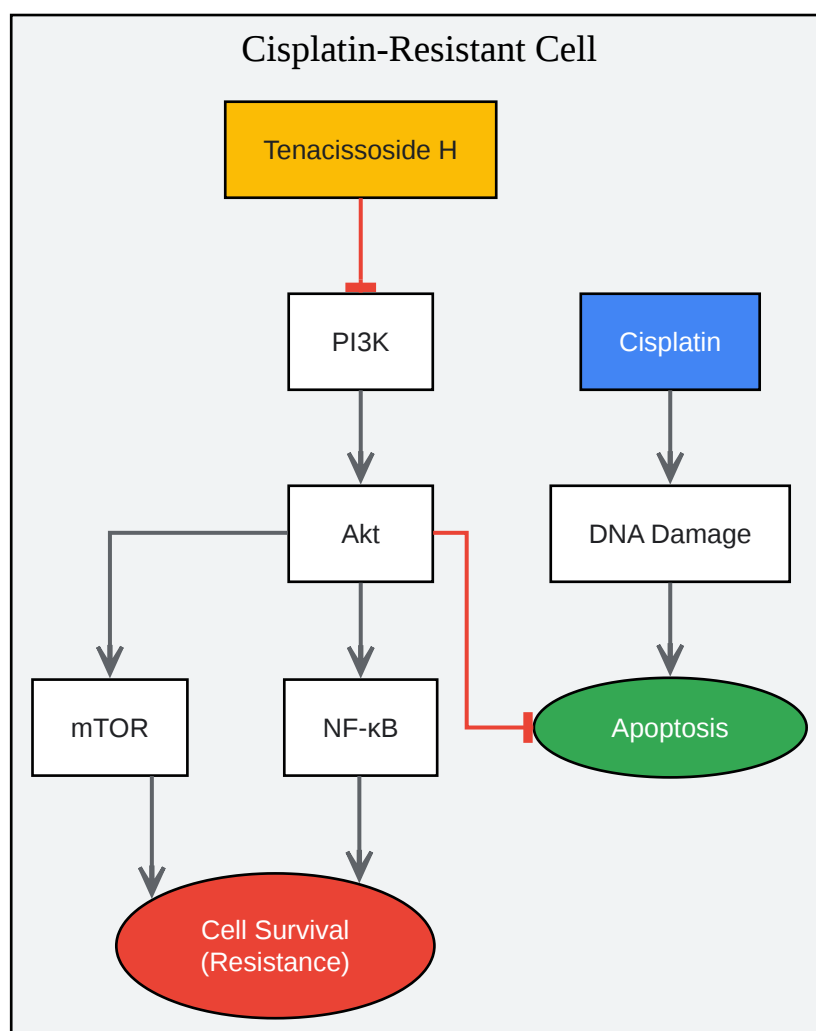 Cisplatin-Resistant Cell
Tenacissoside H
PI3K
Cisplatin
Akt
DNA Damage
mTOR
NF-κB
Apoptosis
Cell Survival
(Resistance)